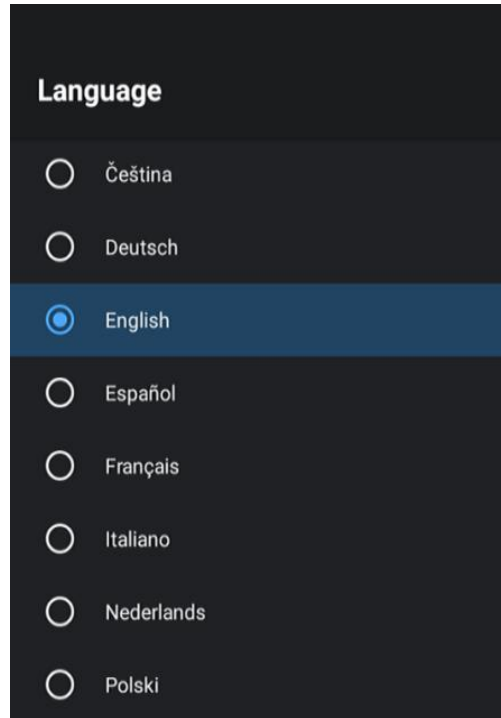 Language
Čeština
Deutsch
English
Español
Français
Italiano
Nederlands
Polski